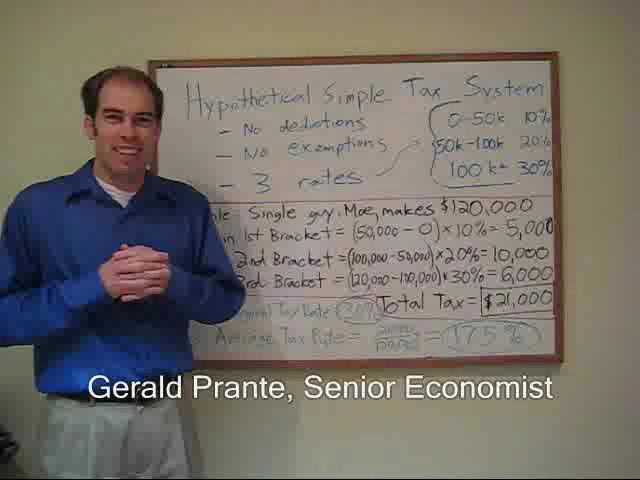 Hypothetical Simple Tax System
- No deductions
- No exemptions
- 3 rates
0-50k 10%
50k-100k 20%
100k+ 30%
Single guy, Moe, makes $120,000
1st Bracket = (50,000 - 0) * 10% = 5,000
2nd Bracket = (100,000-50,000) * 20% = 10,000
Bracket = (120,000-100,000) * 30% = 6,000
Total Tax = $21,000
Tax Rate 30%
Average Tax Rate = = 17.5%
Gerald Prante, Senior Economist